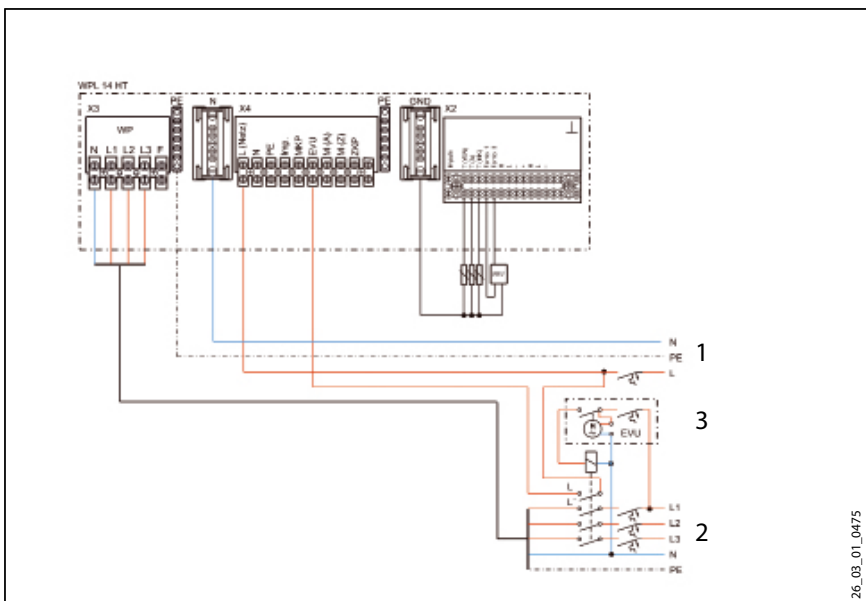 WPL 14 HT
X3
PE
N
X4
PE
GND
X2
WP
N L1 L2 L3 F
L (Netz)
N
PE
Imp.
MKP
EVU
M (A)
M (Z)
ZKP
N
1
PE
L
3
EVU
L
L'
L1
L2
2
L3
N
PE
26_03_01_0475